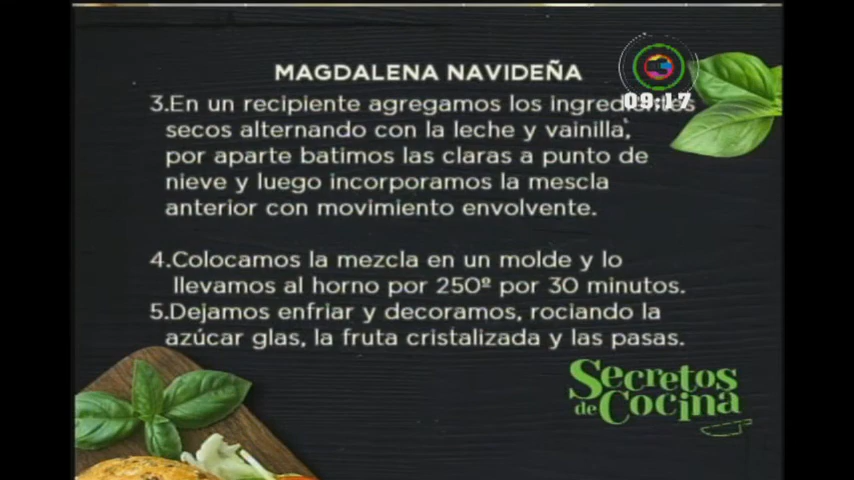 MAGDALENA NAVIDEÑA
09:17
3.En un recipiente agregamos los ingredientes
secos alternando con la leche y vainilla,
por aparte batimos las claras a punto de
nieve y luego incorporamos la mescla
anterior con movimiento envolvente.
4.Colocamos la mezcla en un molde y lo
llevamos al horno por 250º por 30 minutos.
5.Dejamos enfriar y decoramos, rociando la
azúcar glas, la fruta cristalizada y las pasas.
Secretos
de Cocina